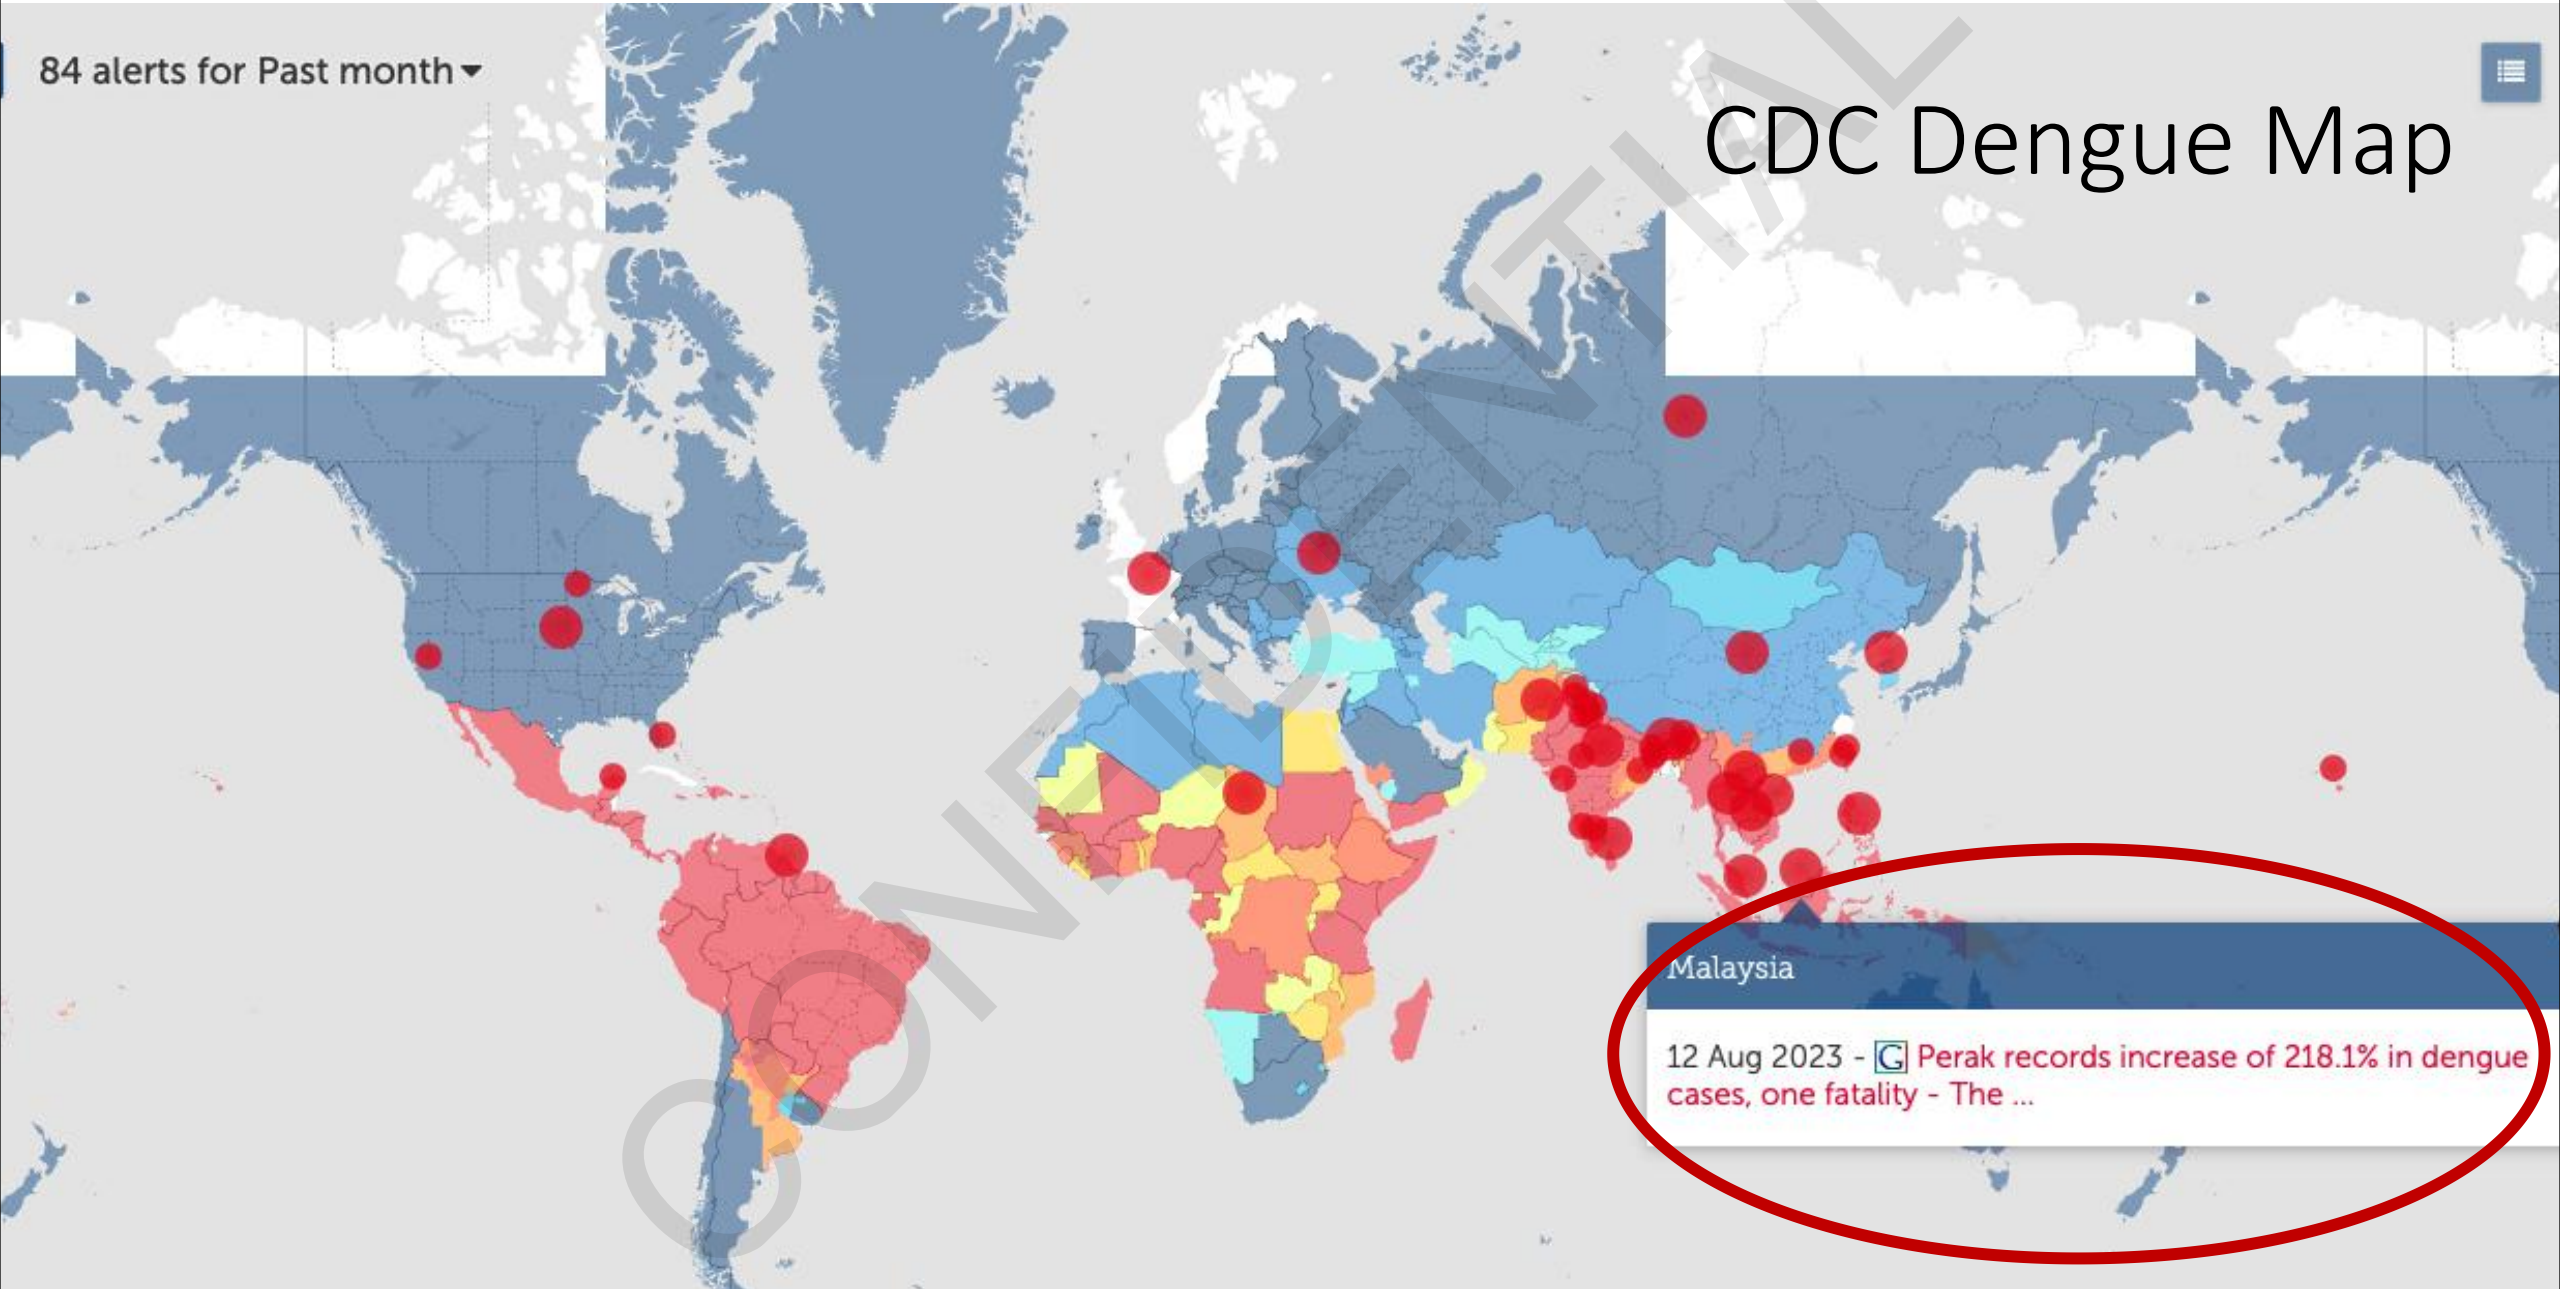 84 alerts for Past month
CDC Dengue Map
CONFIDENTIAL
Malaysia
12 Aug 2023 - G Perak records increase of 218.1% in dengue
cases, one fatality - The ...